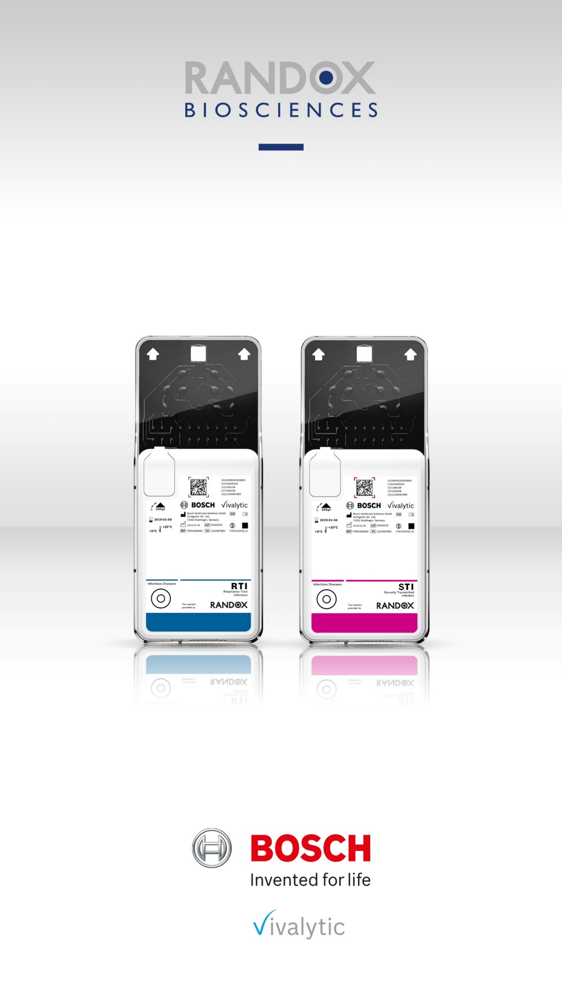 RANDOX
BIOSCIENCES
(01)4059233263840
(10)23435234
(11)180108
(17)190108
(21)1234567890
200µl
BOSCH
Vivalytic
2019-01-08
+5°C
+25°C
Bosch Healthcare Solutions GmbH
Stuttgarter Str. 130,
71332 Waiblingen, Germany
IVD
2018-01-08
LOT 23435234
REF F09G300062
SN 1234567890
F09G300059_01
Infectious Diseases
RTI
Respiratory Tract
Infections
Test content
provided by
RANDOX
(01)4059233263840
(10)23435234
(11)180108
(17)190108
(21)1234567890
200µl
BOSCH
Vivalytic
2019-01-08
+5°C
+25°C
Bosch Healthcare Solutions GmbH
Stuttgarter Str. 130,
71332 Waiblingen, Germany
IVD
2018-01-08
LOT 23435234
REF F09G300062
SN 1234567890
F09G300059_01
Infectious Diseases
STI
Sexually Transmitted
Infection
Test content
provided by
RANDOX
BOSCH
Invented for life
Vivalytic